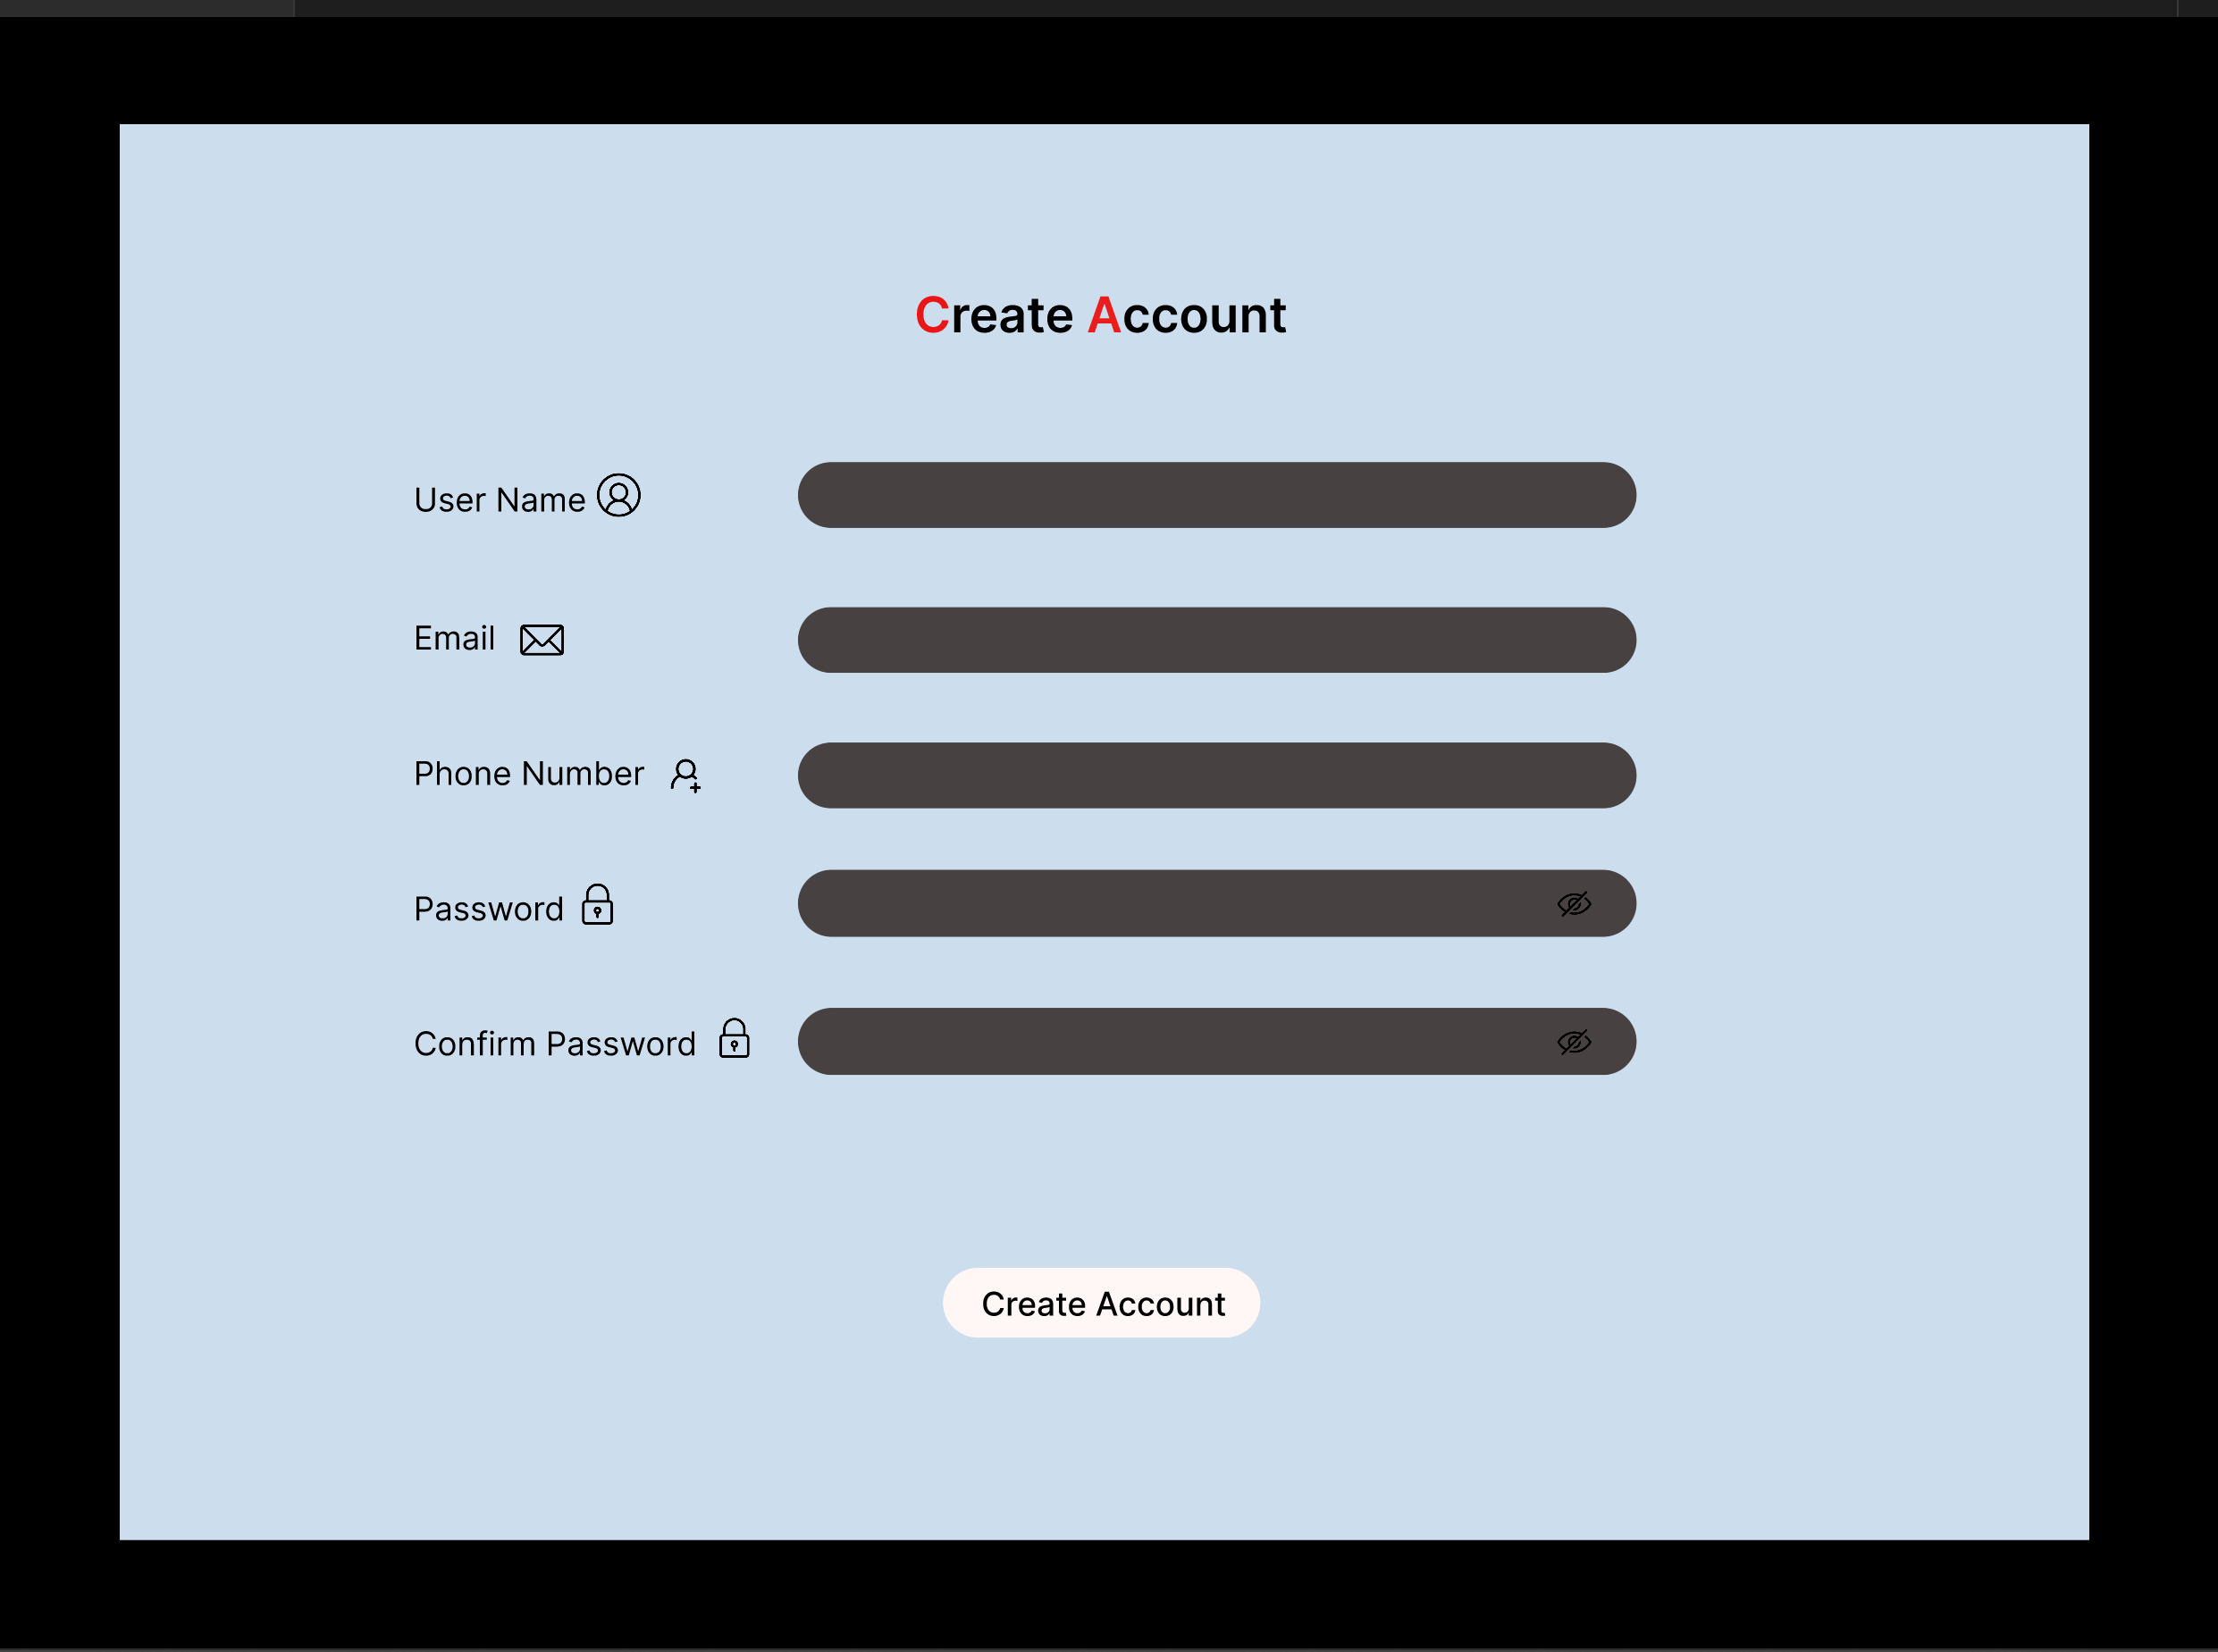 Create Account
User Name
Email
Phone Number
Password
Confirm Password
Create Account